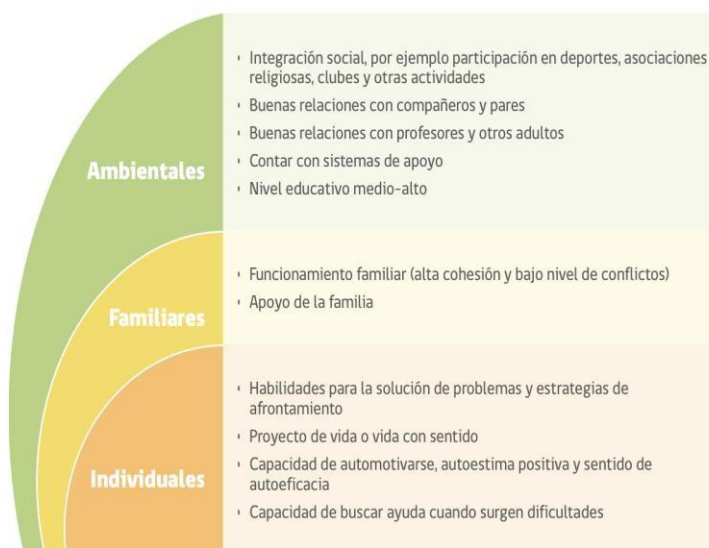 Ambientales
· Integración social, por ejemplo participación en deportes, asociaciones
religiosas, clubes y otras actividades
· Buenas relaciones con compañeros y pares
· Buenas relaciones con profesores y otros adultos
· Contar con sistemas de apoyo
· Nivel educativo medio-alto
Familiares
· Funcionamiento familiar (alta cohesión y bajo nivel de conflictos)
· Apoyo de la familia
Individuales
· Habilidades para la solución de problemas y estrategias de
afrontamiento
· Proyecto de vida o vida con sentido
· Capacidad de automotivarse, autoestima positiva y sentido de
autoeficacia
· Capacidad de buscar ayuda cuando surgen dificultades